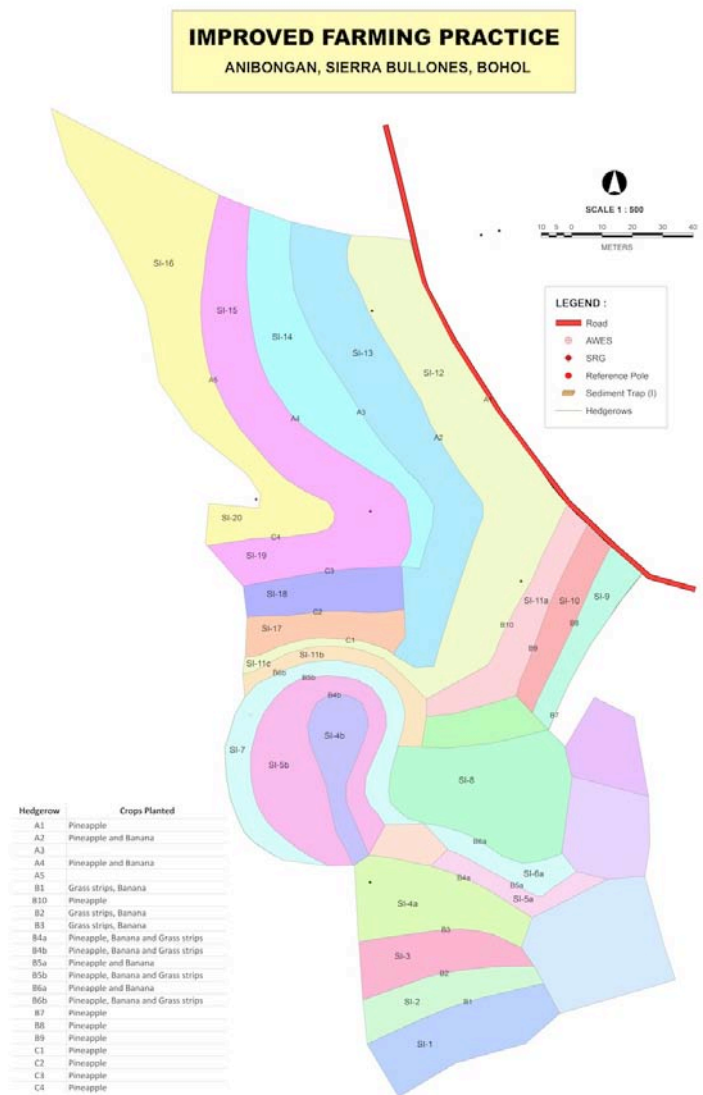 IMPROVED FARMING PRACTICE
ANIBONGAN, SIERRA BULLONES, BOHOL
SCALE 1 : 500
10 5 0 10 20 30 40
METERS
LEGEND :
Road
AWES
SRG
Reference Pole
Sediment Trap (I)
Hedgerows
SI-16
SI-15
SI-14
SI-13
SI-12
A5
A4
A3
A2
A1
SI-20
C4
SI-19
C3
SI-18
C2
SI-17
C1
SI-11c
SI-11b
B6b
B5b
B4b
B10
SI-11a
B9
SI-10
B8
SI-9
B7
SI-7
SI-5b
SI-4b
SI-8
B6a
SI-6a
B5a
SI-5a
B4a
SI-4a
B3
SI-3
B2
SI-2
B1
SI-1
Hedgerow Crops Planted
A1 Pineapple
A2 Pineapple and Banana
A3
A4 Pineapple and Banana
A5
B1 Grass strips, Banana
B10 Pineapple
B2 Grass strips, Banana
B3 Grass strips, Banana
B4a Pineapple, Banana and Grass strips
B4b Pineapple, Banana and Grass strips
B5a Pineapple and Banana
B5b Pineapple, Banana and Grass strips
B6a Pineapple and Banana
B6b Pineapple, Banana and Grass strips
B7 Pineapple
B8 Pineapple
B9 Pineapple
C1 Pineapple
C2 Pineapple
C3 Pineapple
C4 Pineapple